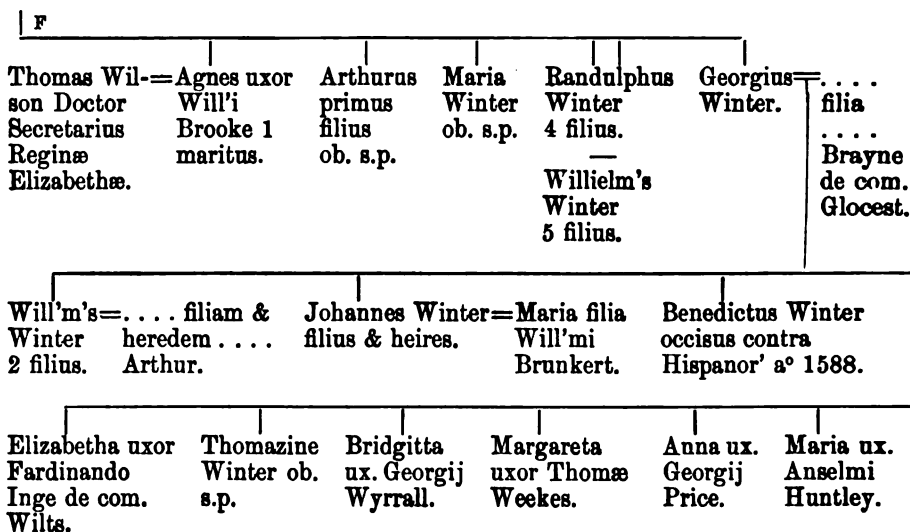 F
Thomas Wil-=Agnes uxor Arthurus Maria Randulphus Georgius=. . . .
son Doctor Will'i primus Winter Winter Winter. filia
Secretarius Brooke 1 filius ob. s.p. 4 filius. . . . .
Reginæ maritus. ob. s.p. — Brayne
Elizabethæ. Willielm's de com.
Winter Glocest.
5 filius.
Will'm's=. . . . filiam & Johannes Winter=Maria filia Benedictus Winter
Winter heredem . . . . filius & heires. Will'mi occisus contra
2 filius. Arthur. Brunkert. Hispanor' aº 1588.
Elizabetha uxor Thomazine Bridgitta Margareta Anna ux. Maria ux.
Fardinando Winter ob. ux. Georgij uxor Thomæ Georgij Anselmi
Inge de com. s.p. Wyrrall. Weekes. Price. Huntley.
Wilts.